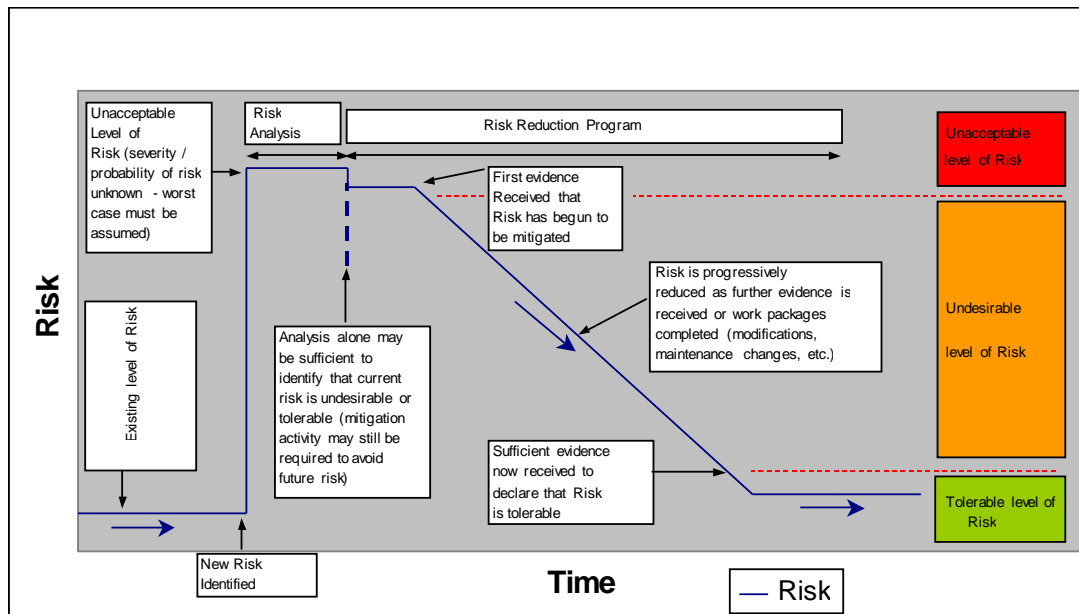 Unacceptable
Level of
Risk (severity /
probability of risk
unknown - worst
case must be
assumed)
Risk
Analysis
Risk Reduction Program
Unacceptable
level of Risk
First evidence
Received that
Risk has begun to
be mitigated
Risk is progressively
reduced as further evidence is
received or work packages
completed (modifications,
maintenance changes, etc.)
Undesirable
level of Risk
Risk
Existing level of Risk
Analysis alone may
be sufficient to
identify that current
risk is undesirable or
tolerable (mitigation
activity may still be
required to avoid
future risk)
Sufficient evidence
now received to
declare that Risk
is tolerable
Tolerable level of
Risk
New Risk
Identified
Time
Risk